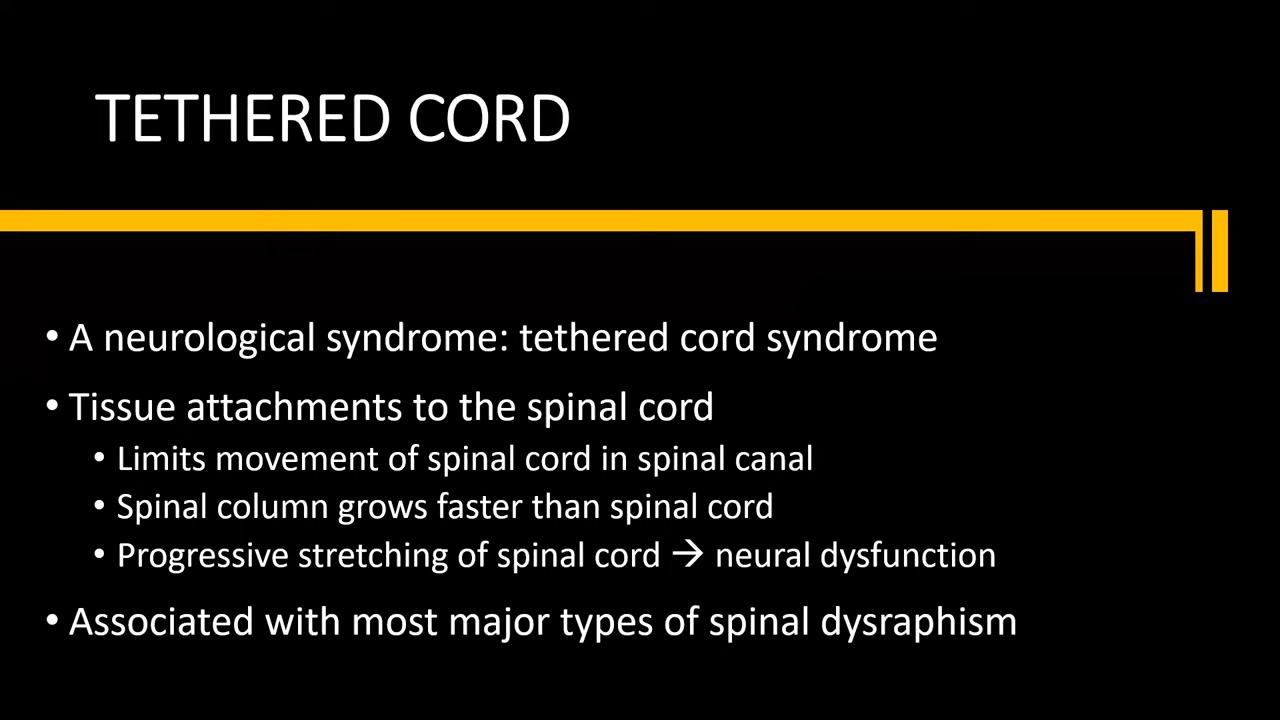 TETHERED CORD
• A neurological syndrome: tethered cord syndrome
• Tissue attachments to the spinal cord
• Limits movement of spinal cord in spinal canal
• Spinal column grows faster than spinal cord
• Progressive stretching of spinal cord → neural dysfunction
• Associated with most major types of spinal dysraphism